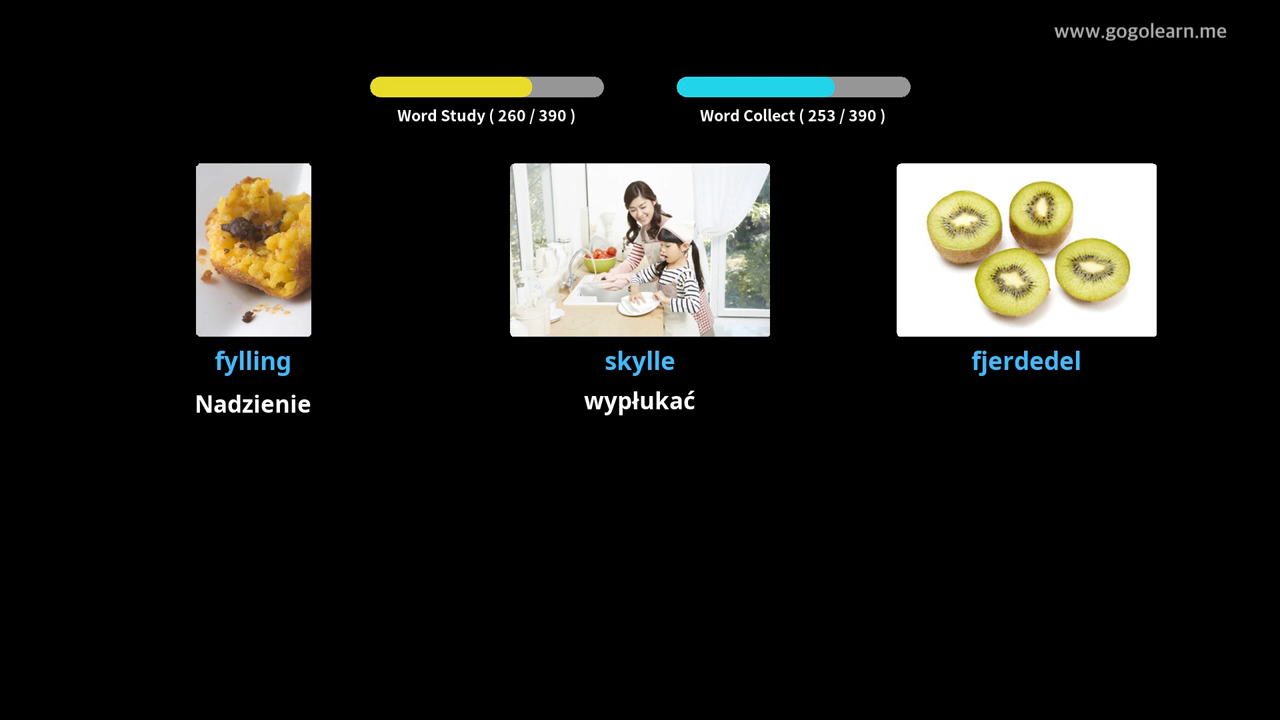 www.gogolearn.me
Word Study ( 260 / 390 )
Word Collect ( 253 / 390 )
fylling
skylle
fjerdedel
Nadzienie
wypłukać